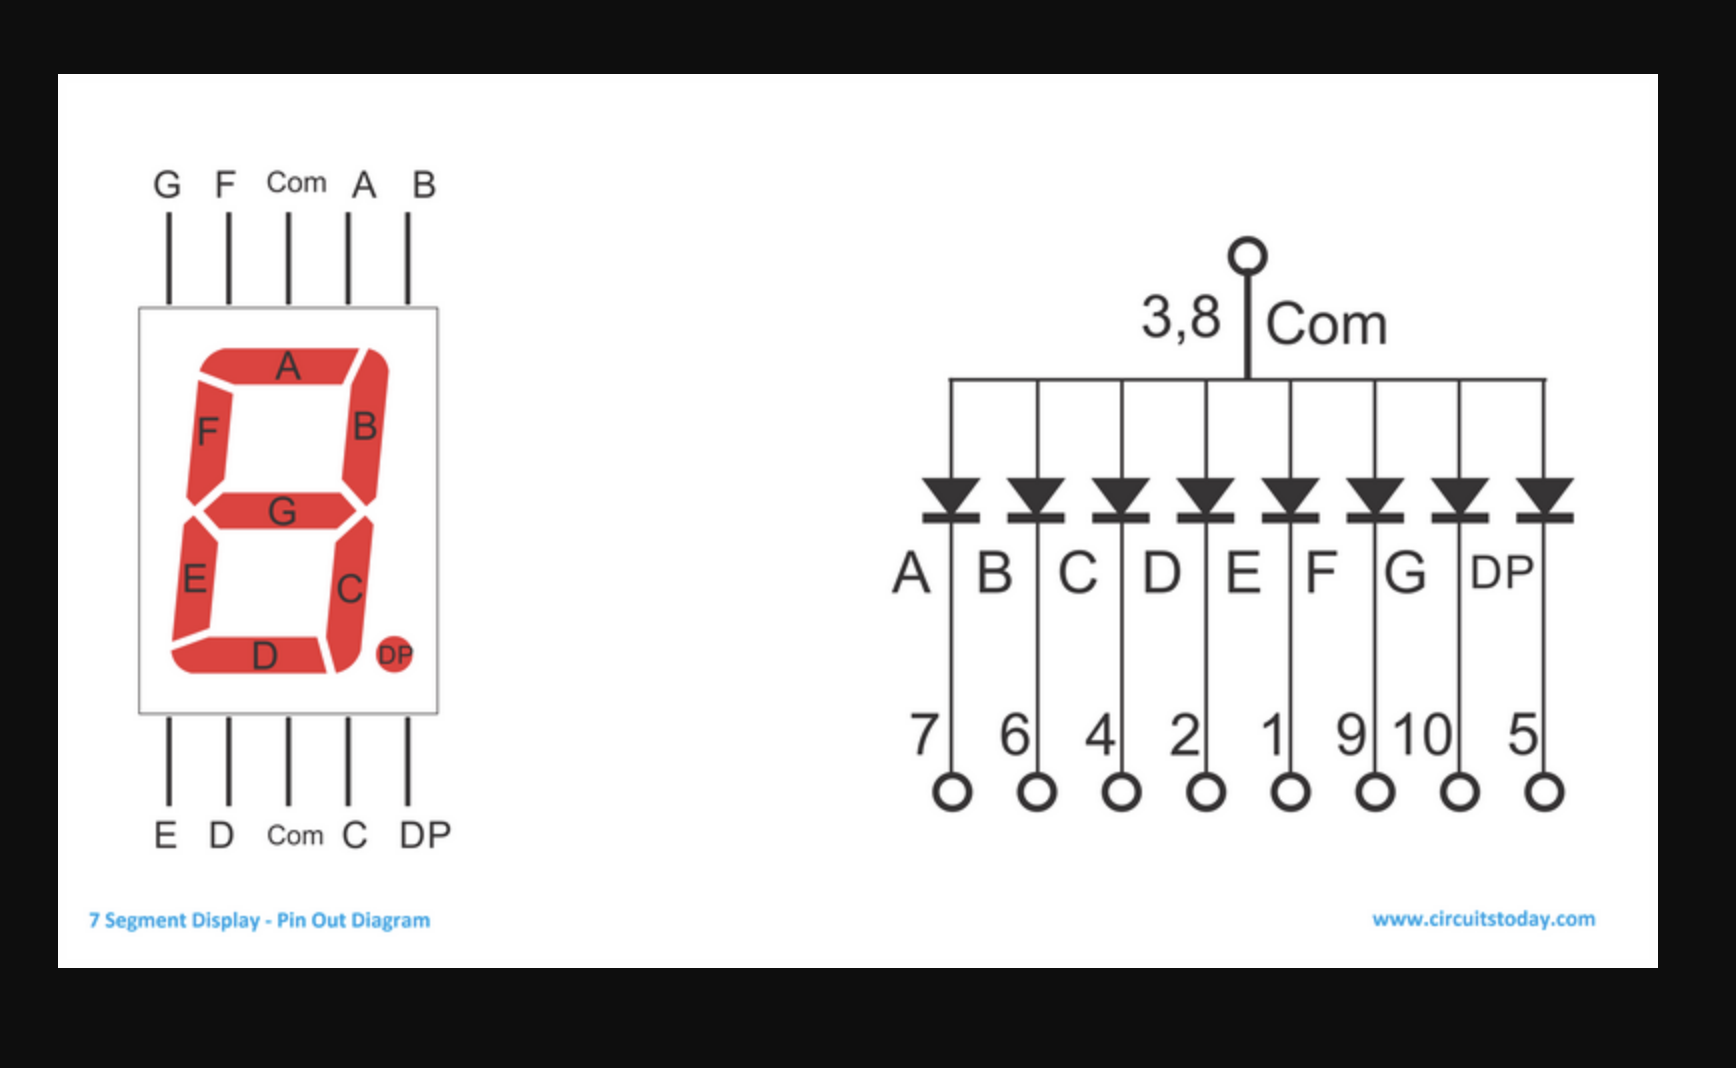 G F Com A B
A
F B
G
E C
D DP
E D Com C DP
3,8 Com
A B C D E F G DP
7 6 4 2 1 9 10 5
7 Segment Display - Pin Out Diagram
www.circuitstoday.com